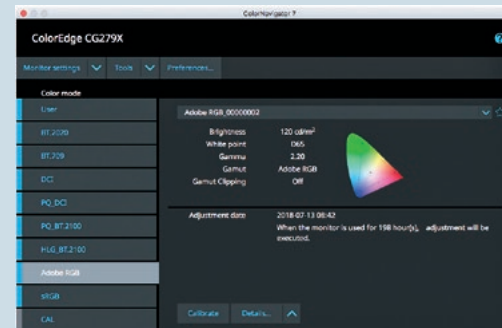 ColorNavigator 7
ColorEdge CG279X
Monitor settings Tools Preferences...
Color mode
User
BT.2020
BT.709
DCI
PQ_DCI
PQ_BT.2100
HLG_BT.2100
Adobe RGB
sRGB
CAL
Adobe RGB_00000002
Brightness 120 cd/m²
White point D65
Gamma 2.20
Gamut Adobe RGB
Gamut Clipping Off
Adjustment date 2018-07-13 08:42
When the monitor is used for 198 hour(s), adjustment will be
executed.
Calibrate Details...